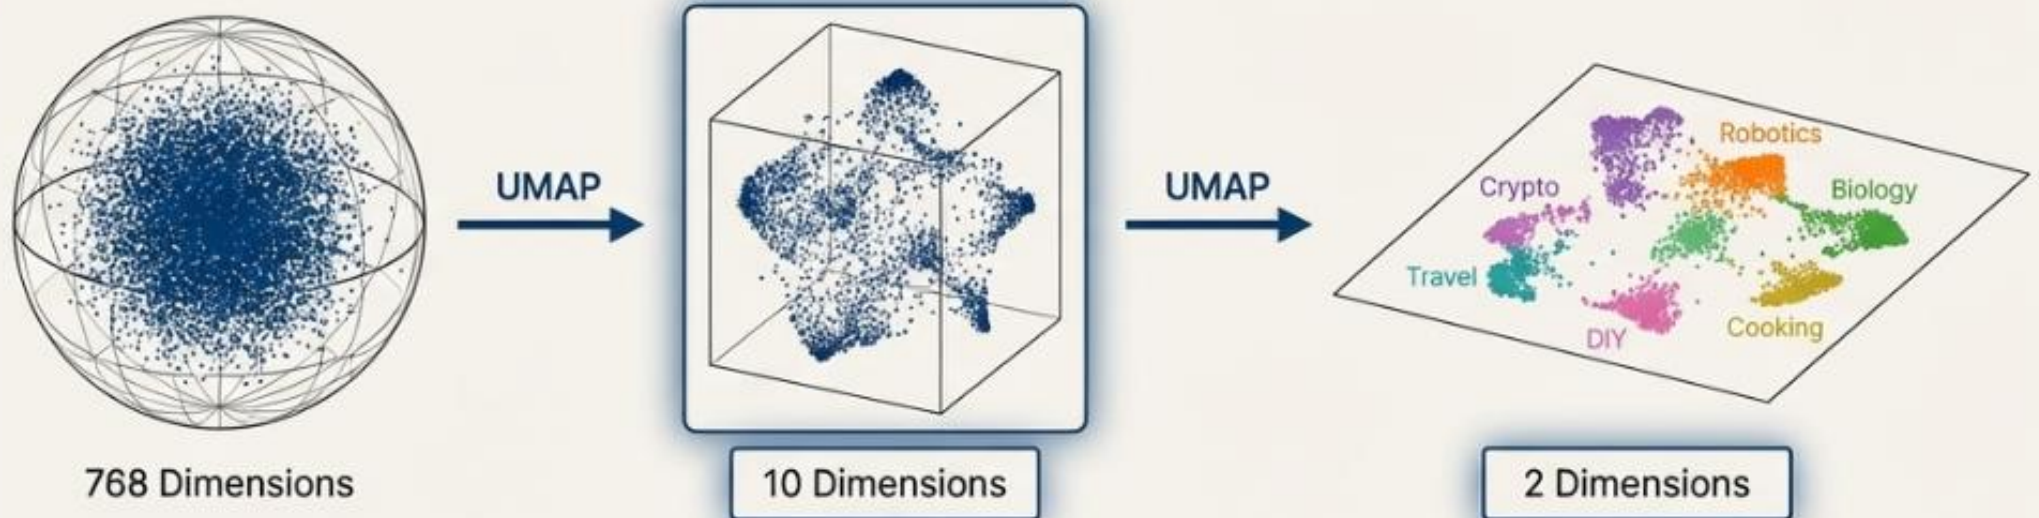 UMAP
UMAP
Robotics
Crypto
Biology
Travel
DIY
Cooking
768 Dimensions
10 Dimensions
2 Dimensions